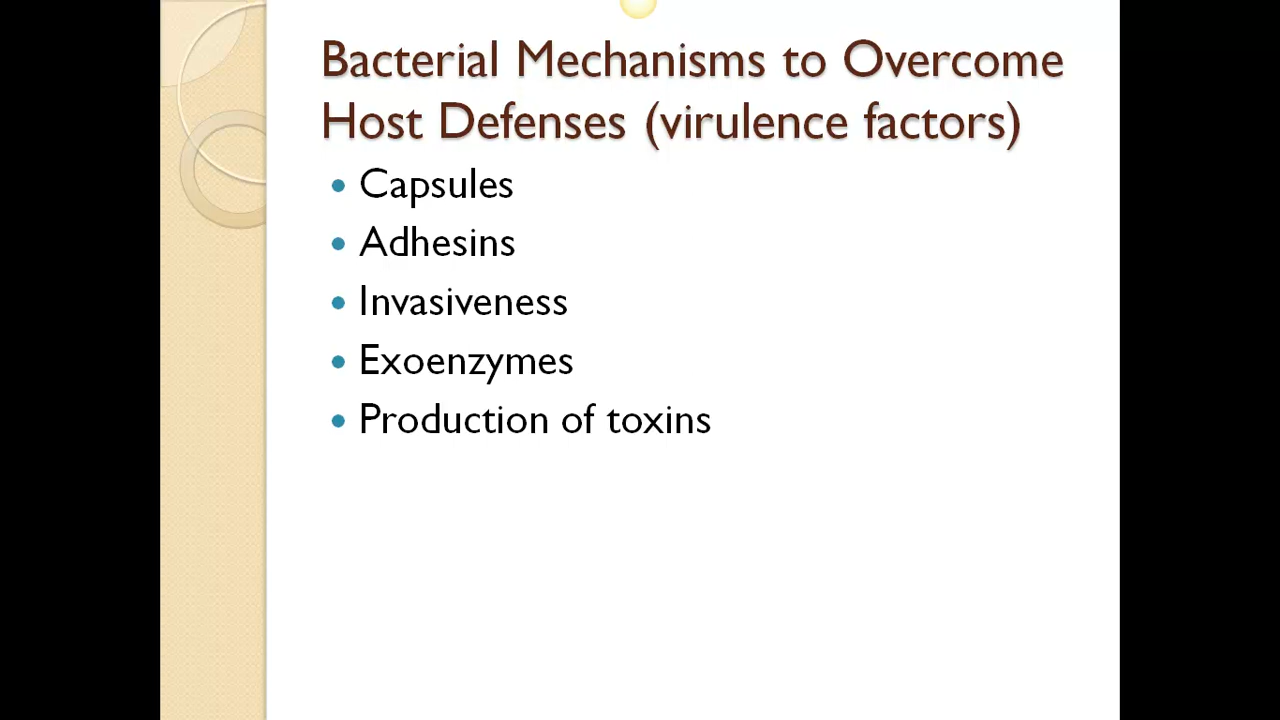 Bacterial Mechanisms to Overcome
Host Defenses (virulence factors)
• Capsules
• Adhesins
• Invasiveness
• Exoenzymes
• Production of toxins